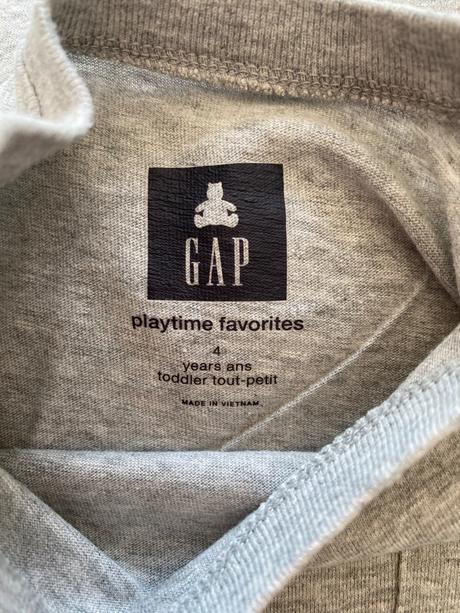 GAP
playtime favorites
4
years ans
toddler tout-petit
MADE IN VIETNAM